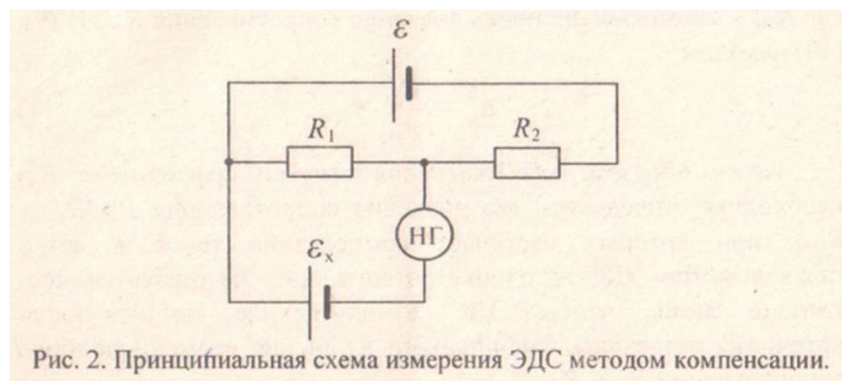 ε
R₁
R₂
НГ
εₓ
Рис. 2. Принципиальная схема измерения ЭДС методом компенсации.